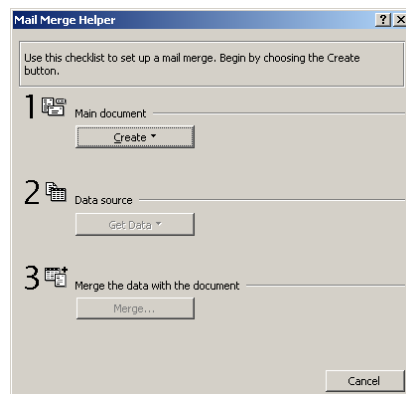 Mail Merge Helper
Use this checklist to set up a mail merge. Begin by choosing the Create
button.
1
Main document
Create
2
Data source
Get Data
3
Merge the data with the document
Merge...
Cancel